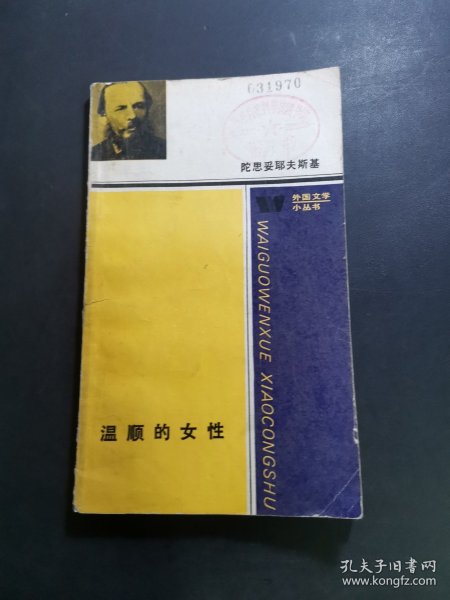 031970
陀思妥耶夫斯基
外国文学
小丛书
WAIGUOWENXUE XIAOCONGSHU
温顺的女性
孔夫子旧书网
www.kongfz.com